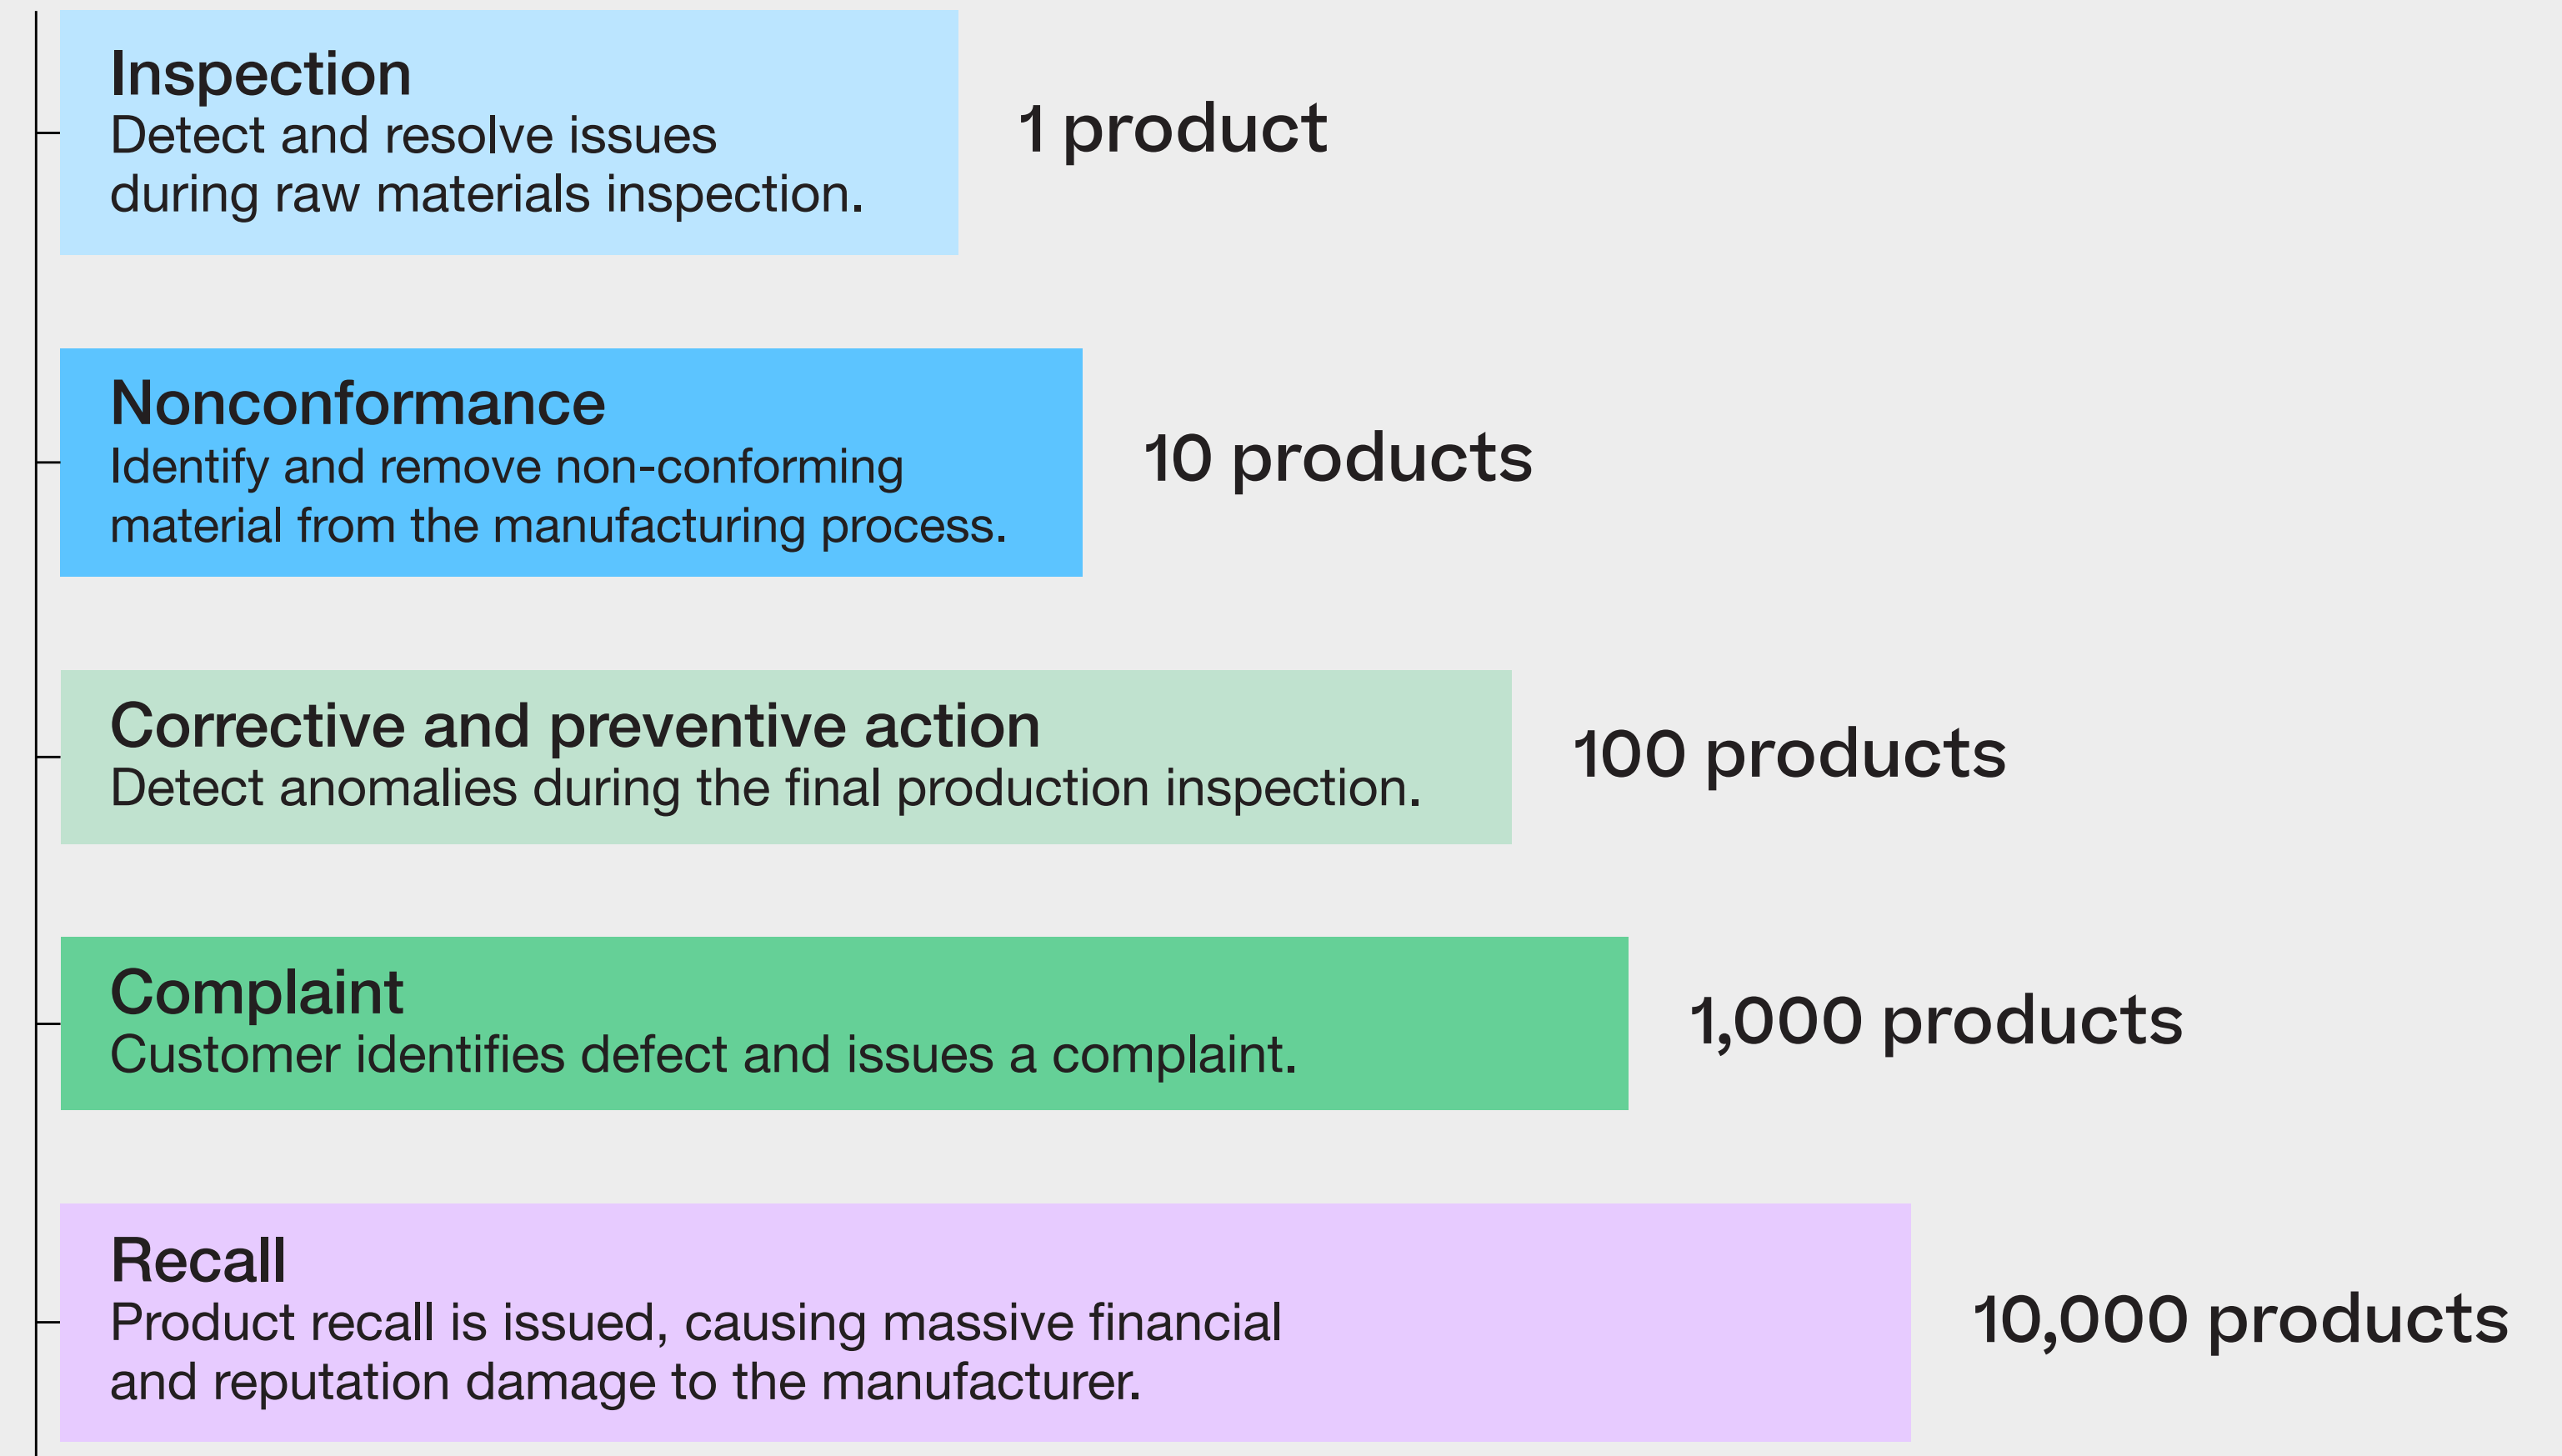 Inspection
Detect and resolve issues
during raw materials inspection.
1 product
Nonconformance
Identify and remove non-conforming
material from the manufacturing process.
10 products
Corrective and preventive action
Detect anomalies during the final production inspection.
100 products
Complaint
Customer identifies defect and issues a complaint.
1,000 products
Recall
Product recall is issued, causing massive financial
and reputation damage to the manufacturer.
10,000 products